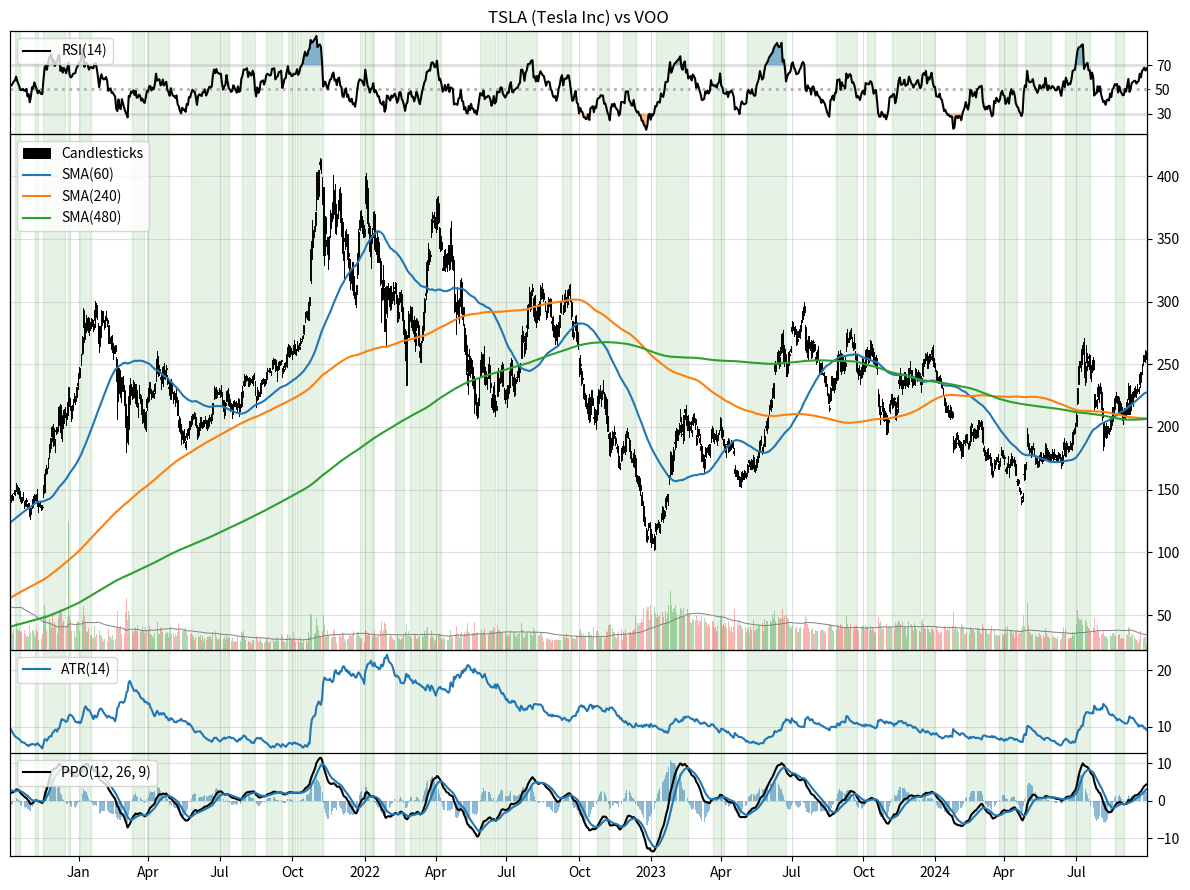 TSLA (Tesla Inc) vs VOO
RSI(14)
70
50
30
Candlesticks
SMA(60)
SMA(240)
SMA(480)
400
350
300
250
200
150
100
50
ATR(14)
20
10
PPO(12, 26, 9)
10
0
−10
Jan Apr Jul Oct 2022 Apr Jul Oct 2023 Apr Jul Oct 2024 Apr Jul